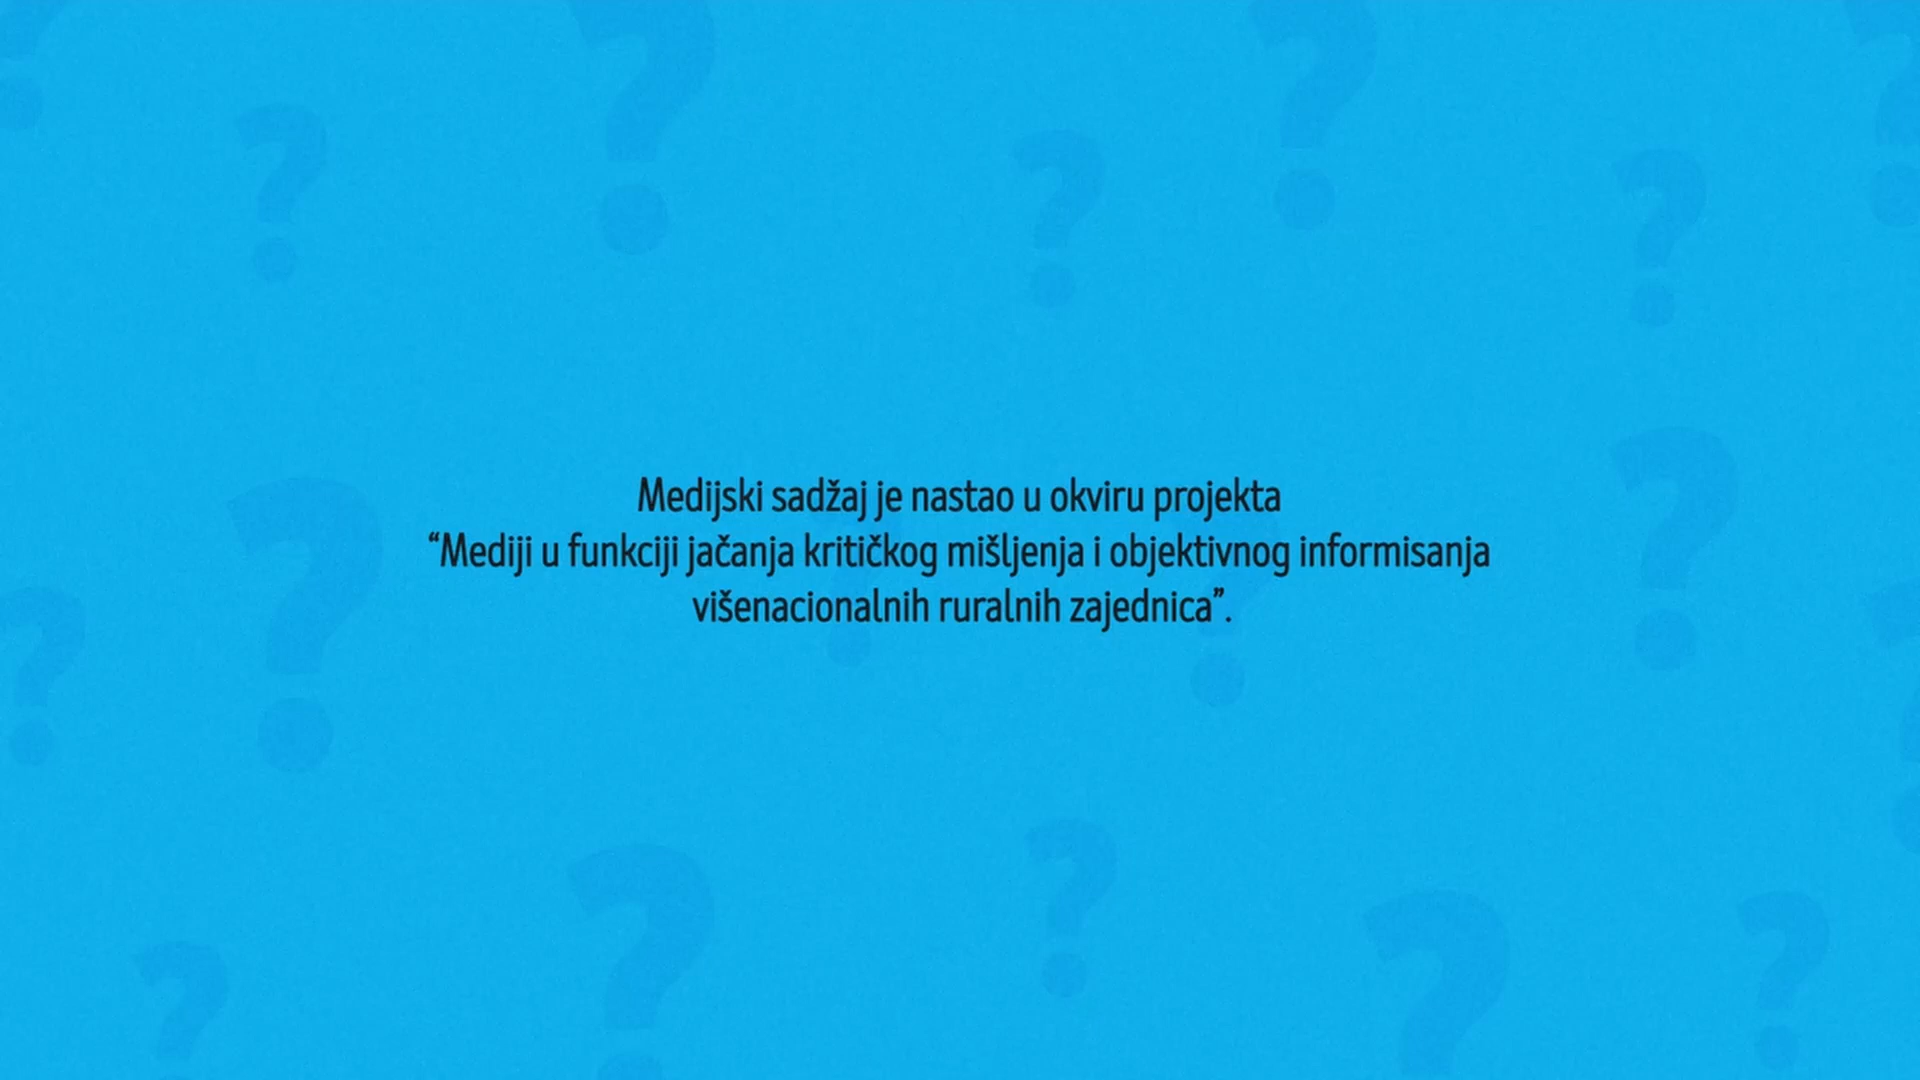 Medijski sadžaj je nastao u okviru projekta
“Mediji u funkciji jačanja kritičkog mišljenja i objektivnog informisanja
višenacionalnih ruralnih zajednica”.